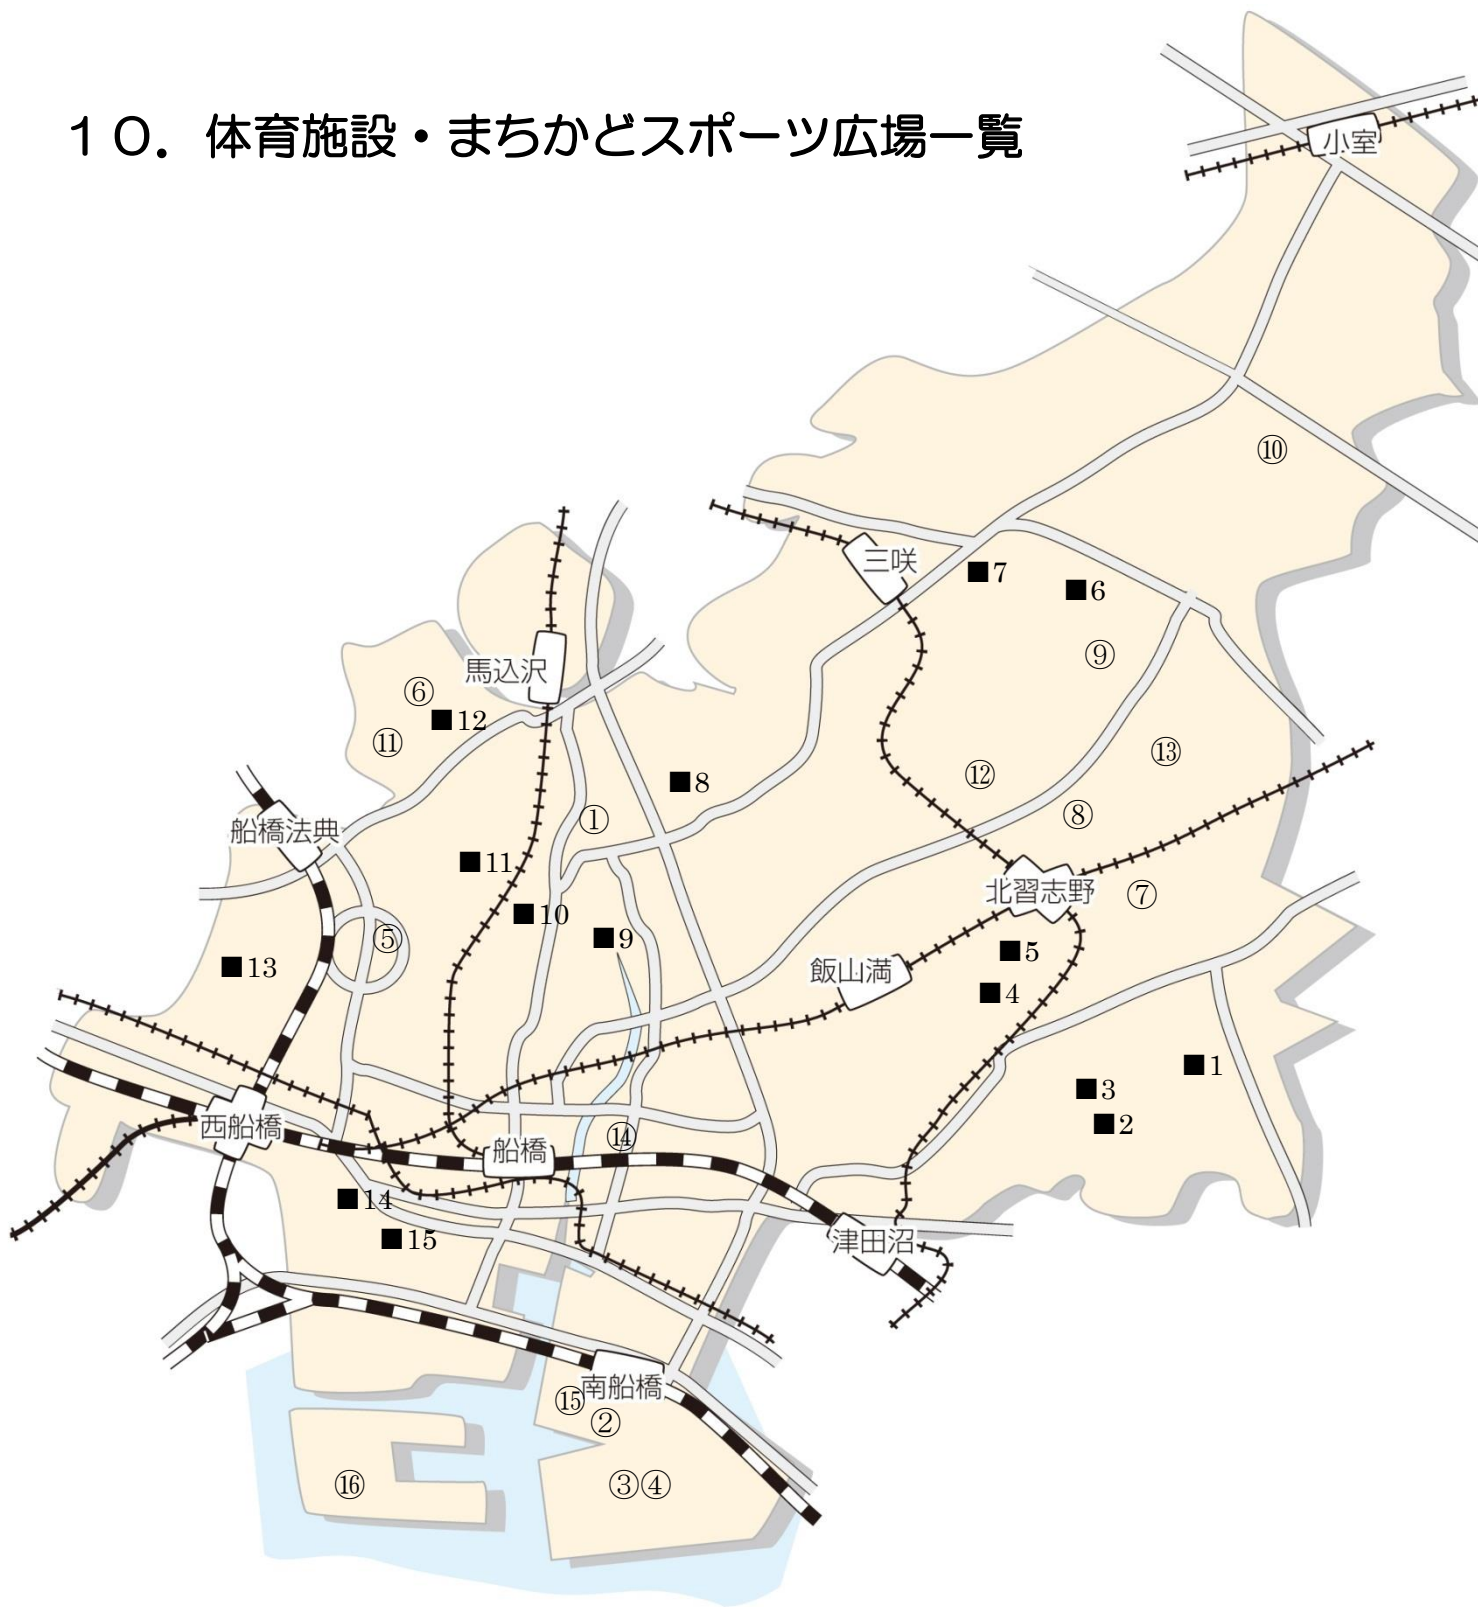 １０．体育施設・まちかどスポーツ広場一覧
小室
⑩
三咲
■7
■6
⑨
馬込沢
⑥
■12
⑪
⑬
⑫
■8
①
⑧
船橋法典
■11
北習志野
⑦
■10
■9
⑤
■5
■13
飯山満
■4
■1
■3
■2
西船橋
⑭
船橋
■14
■15
津田沼
南船橋
⑮
②
⑯
③④